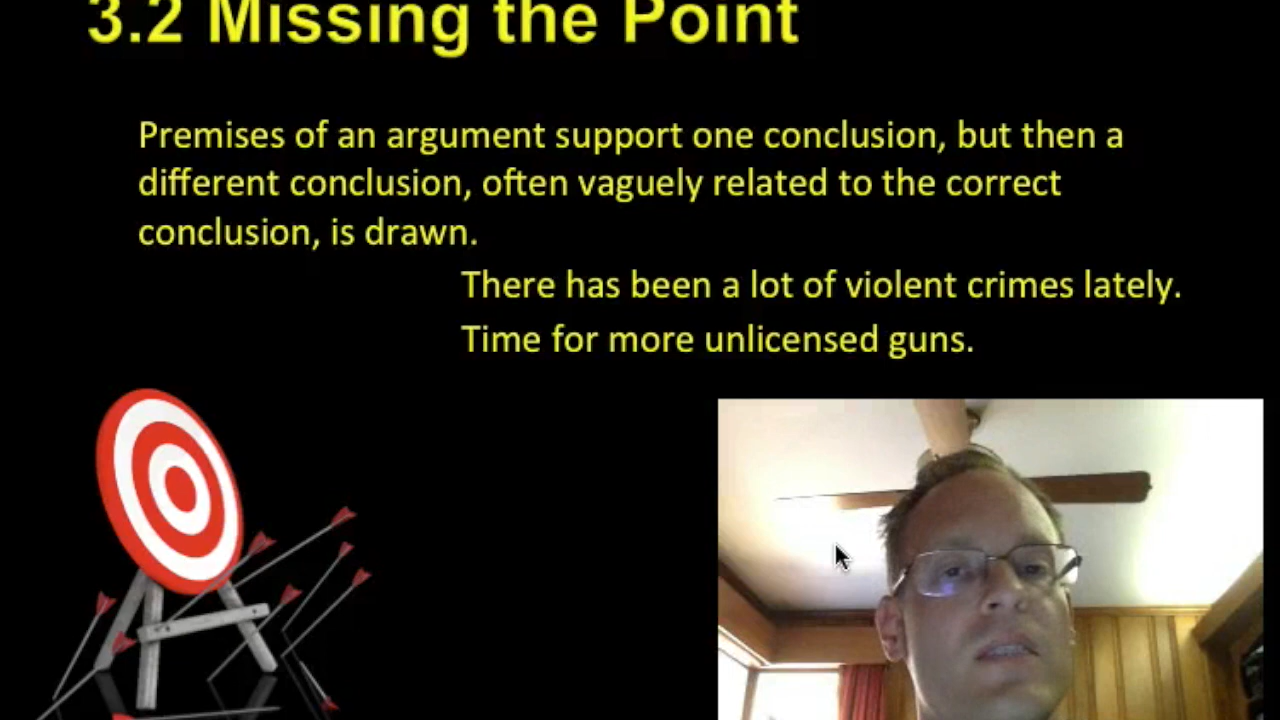 3.2 Missing the Point
Premises of an argument support one conclusion, but then a
different conclusion, often vaguely related to the correct
conclusion, is drawn.
There has been a lot of violent crimes lately.
Time for more unlicensed guns.